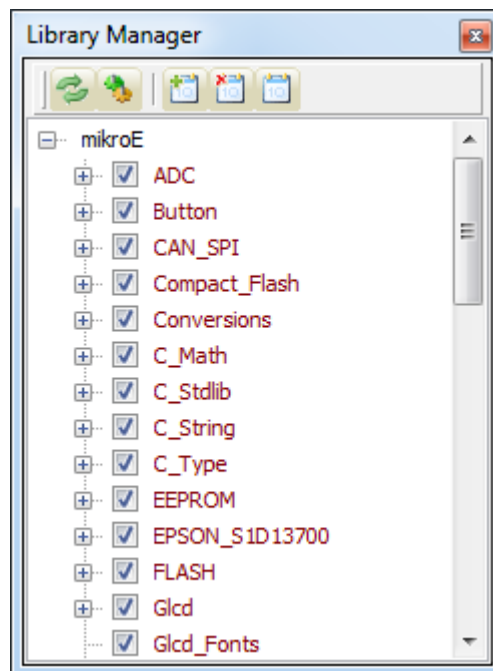 Library Manager
mikroE
ADC
Button
CAN_SPI
Compact_Flash
Conversions
C_Math
C_Stdlib
C_String
C_Type
EEPROM
EPSON_S1D13700
FLASH
Glcd
Glcd_Fonts